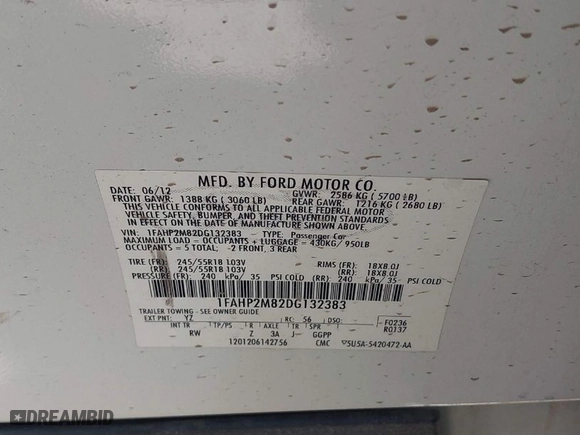 MFD. BY FORD MOTOR CO.
DATE: 06/12 GVWR: 2586 KG ( 5700 LB)
FRONT GAWR: 1388 KG ( 3060 LB) REAR GAWR: 1216 KG ( 2680 LB)
THIS VEHICLE CONFORMS TO ALL APPLICABLE FEDERAL MOTOR
VEHICLE SAFETY, BUMPER, AND THEFT PREVENTION STANDARDS
IN EFFECT ON THE DATE OF MANUFACTURE SHOWN ABOVE.
VIN: 1FAHP2M82DG132383 TYPE: Passenger Car
MAXIMUM LOAD = OCCUPANTS + LUGGAGE = 430KG/950LB
OCCUPANTS = 5 TOTAL: -2 FRONT, 3 REAR
TIRE (FR): 245/55R18 103V RIMS (FR): 18X8.0J
(RR): 245/55R18 103V (RR): 18X8.0J
PRESSURE (FR): 240 kPa/ 35 PSI COLD (RR) 240 kPa/ 35 PSI COLD
1FAHP2M82DG132383
TRAILER TOWING - SEE OWNER GUIDE
EXT PNT: YZ RC: 56 DSO: F0236
INT TR TP/PS R AXLE TR SPR R0137
RW Z 3A J GGPP
1201206142756 CMC 5USA-5420472-AA
DREAMBID